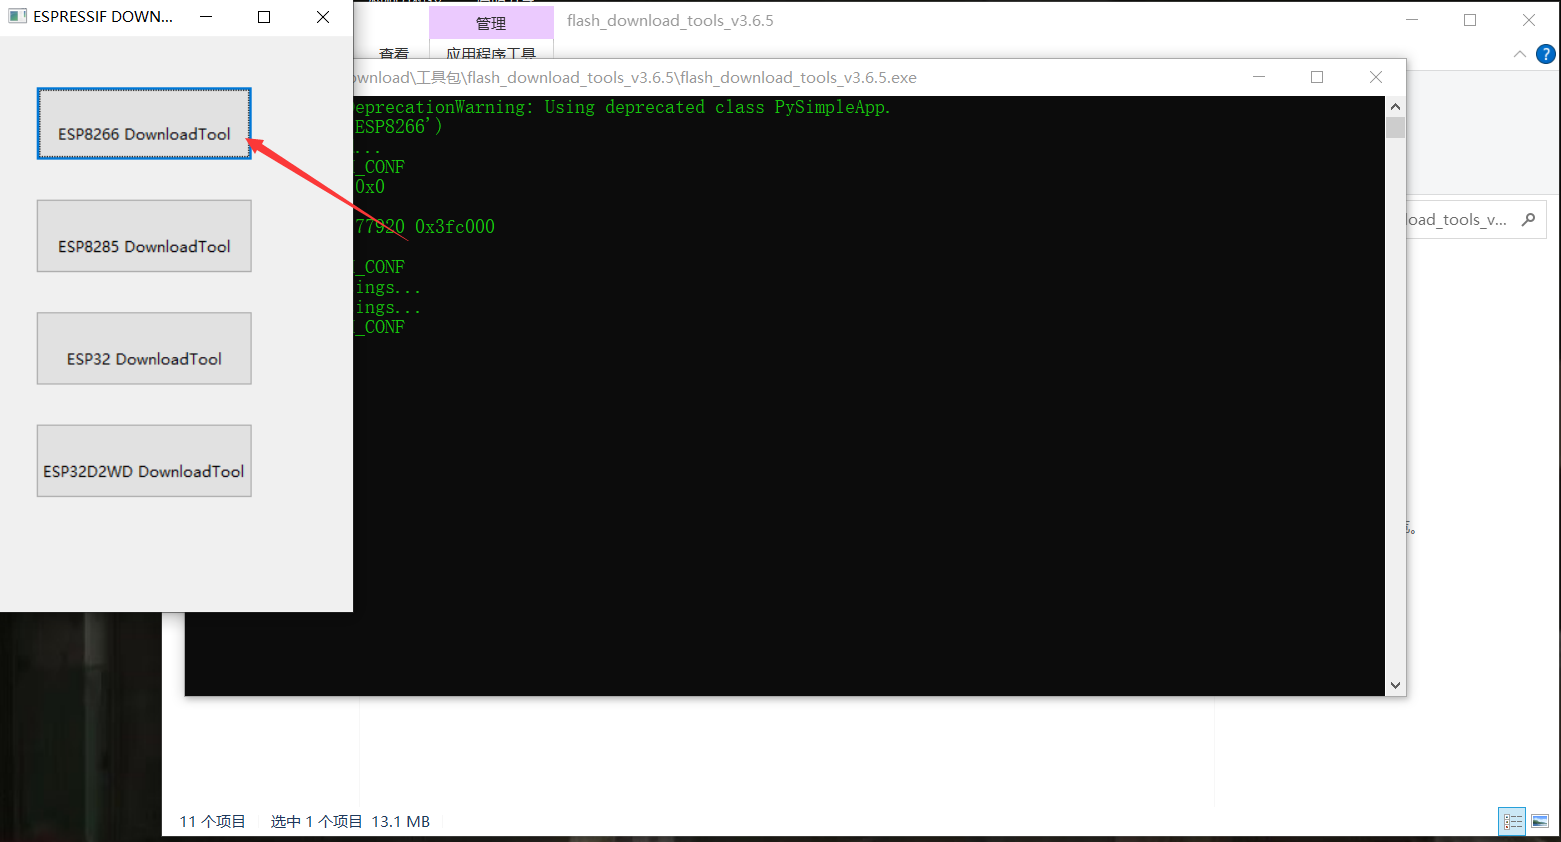 ESPRESSIF DOWN...
ESP8266 DownloadTool
ESP8285 DownloadTool
ESP32 DownloadTool
ESP32D2WD DownloadTool
管理
flash_download_tools_v3.6.5
查看
应用程序工具
ownload\工具包\flash_download_tools_v3.6.5\flash_download_tools_v3.6.5.exe
eprecationWarning: Using deprecated class PySimpleApp.
ESP8266')
...
_CONF
0x0
77920 0x3fc000
_CONF
ings...
ings...
_CONF
load_tools_v...
11 个项目
选中 1 个项目 13.1 MB